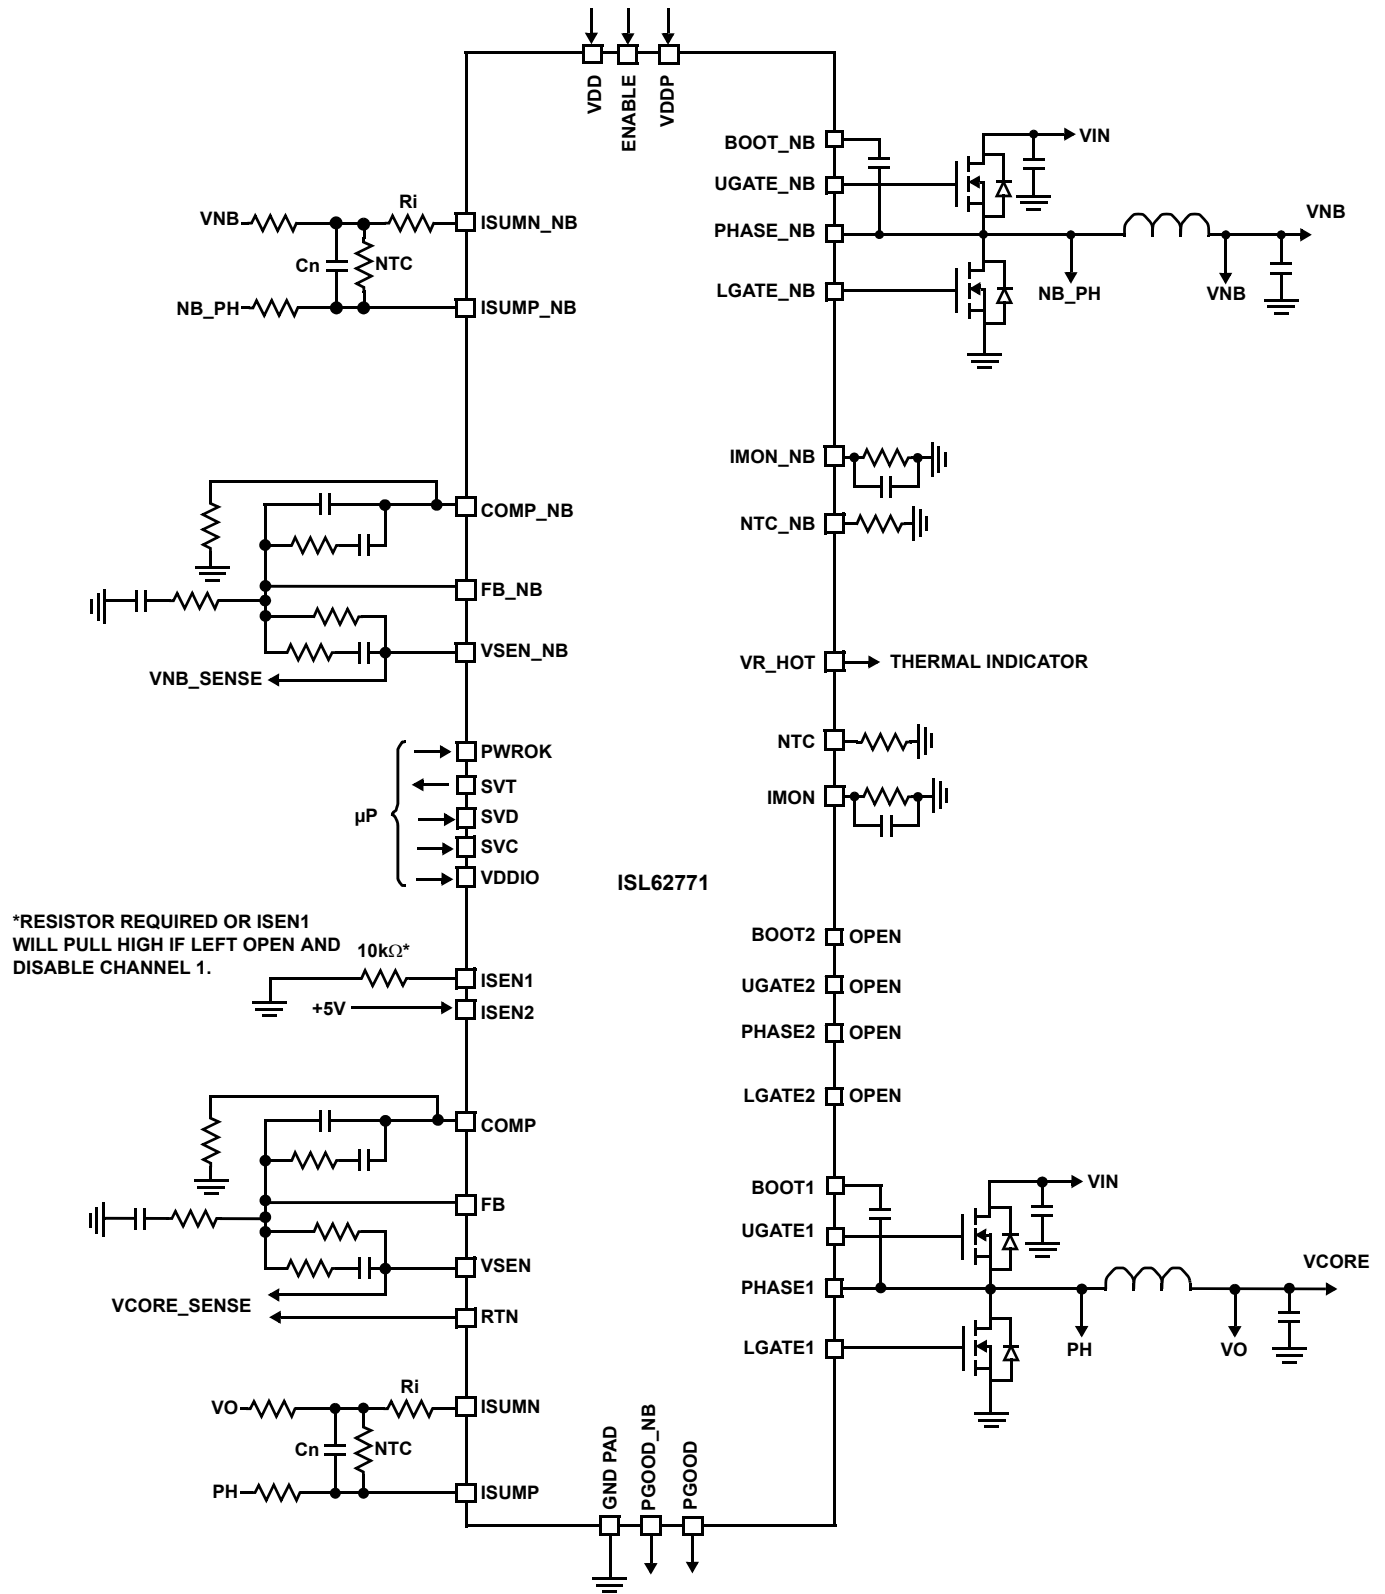 VDD
ENABLE
VDDP
BOOT_NB
VIN
UGATE_NB
Ri
VNB
ISUMN_NB
VNB
PHASE_NB
Cn
NTC
NB_PH
ISUMP_NB
LGATE_NB
NB_PH
VNB
IMON_NB
COMP_NB
NTC_NB
FB_NB
VSEN_NB
VNB_SENSE
VR_HOT
THERMAL INDICATOR
PWROK
NTC
SVT
IMON
µP
SVD
SVC
VDDIO
ISL62771
*RESISTOR REQUIRED OR ISEN1
WILL PULL HIGH IF LEFT OPEN AND
DISABLE CHANNEL 1.
10kΩ*
BOOT2
OPEN
ISEN1
UGATE2
OPEN
+5V
ISEN2
PHASE2
OPEN
LGATE2
OPEN
COMP
BOOT1
VIN
FB
UGATE1
VSEN
VCORE
PHASE1
VCORE_SENSE
RTN
LGATE1
PH
VO
Ri
VO
ISUMN
Cn
NTC
PH
ISUMP
GND PAD
PGOOD_NB
PGOOD